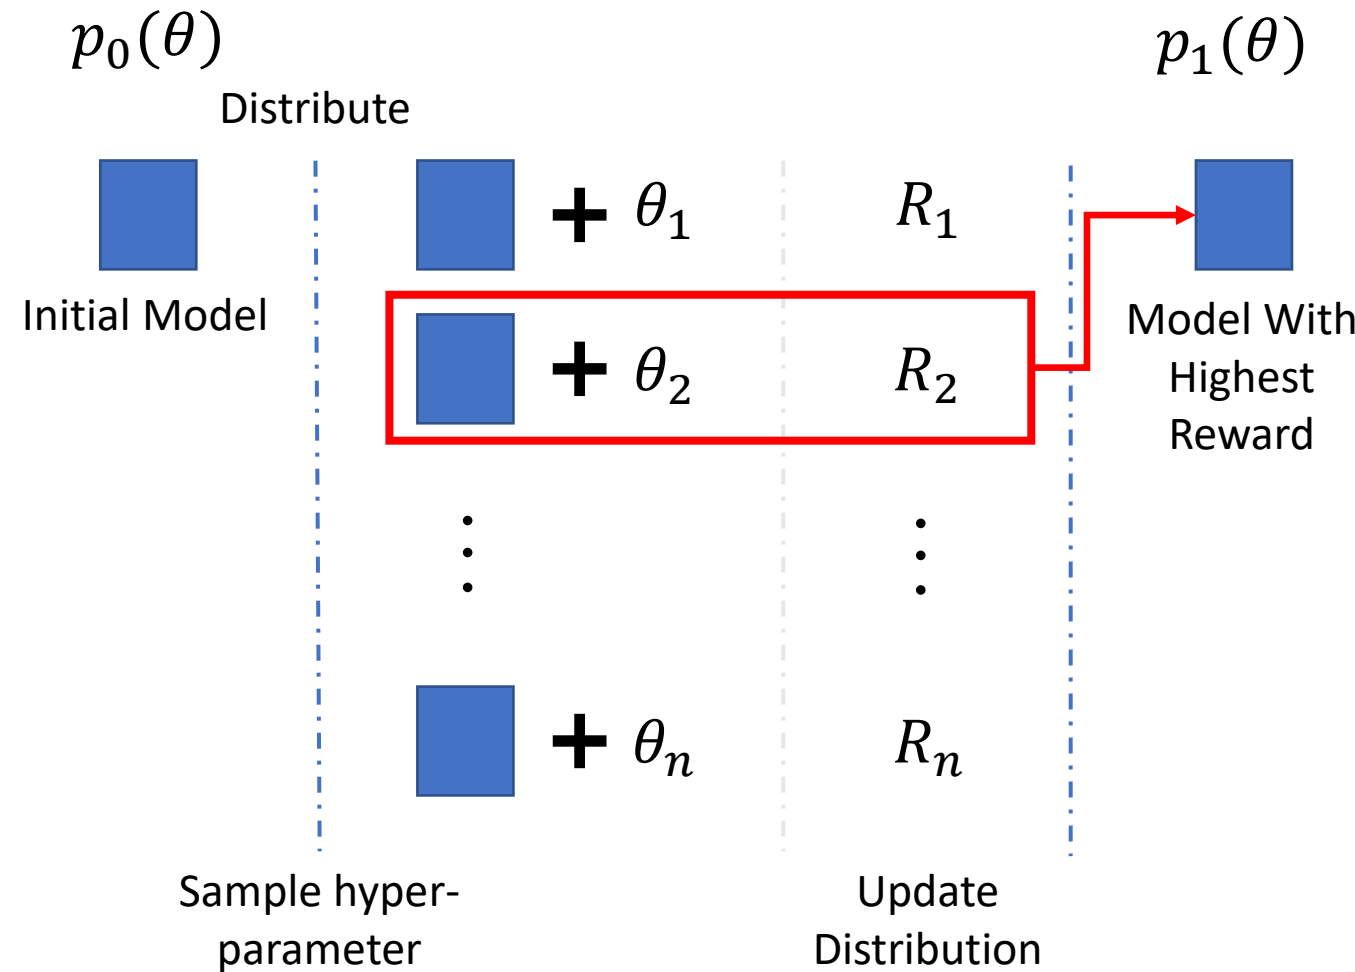 p₀(θ)
p₁(θ)
Distribute
+ θ₁
R₁
Initial Model
+ θ₂
R₂
Model With
Highest
Reward
⋮
⋮
+ θₙ
Rₙ
Sample hyper-
parameter
Update
Distribution